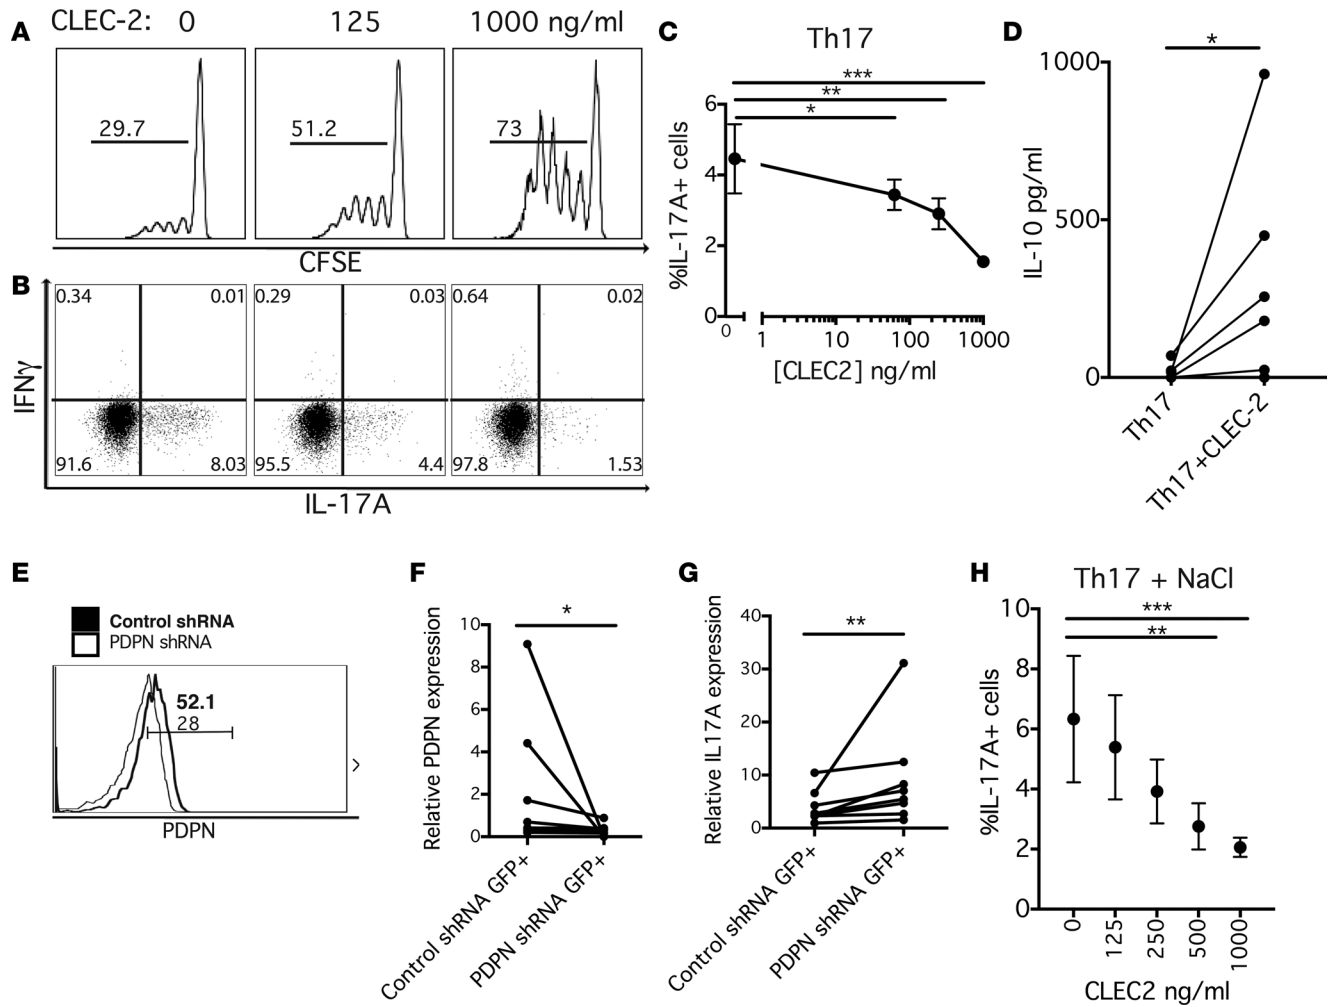 A
CLEC-2: 0 125 1000 ng/ml
29.7 51.2 73
CFSE
B
0.34 0.01 0.29 0.03 0.64 0.02
91.6 8.03 95.5 4.4 97.8 1.53
IFNγ
IL-17A
C
Th17
***
**
*
6
4
2
0
%IL-17A+ cells
0 1 10 100 1000
[CLEC2] ng/ml
D
*
1000
500
0
IL-10 pg/ml
Th17
Th17+CLEC-2
E
Control shRNA
PDPN shRNA
52.1
28
PDPN
F
*
10
8
6
4
2
0
Relative PDPN expression
Control shRNA GFP+
PDPN shRNA GFP+
G
**
40
30
20
10
0
Relative IL17A expression
Control shRNA GFP+
PDPN shRNA GFP+
H
Th17 + NaCl
***
**
10
8
6
4
2
0
%IL-17A+ cells
0 125 250 500 1000
CLEC2 ng/ml